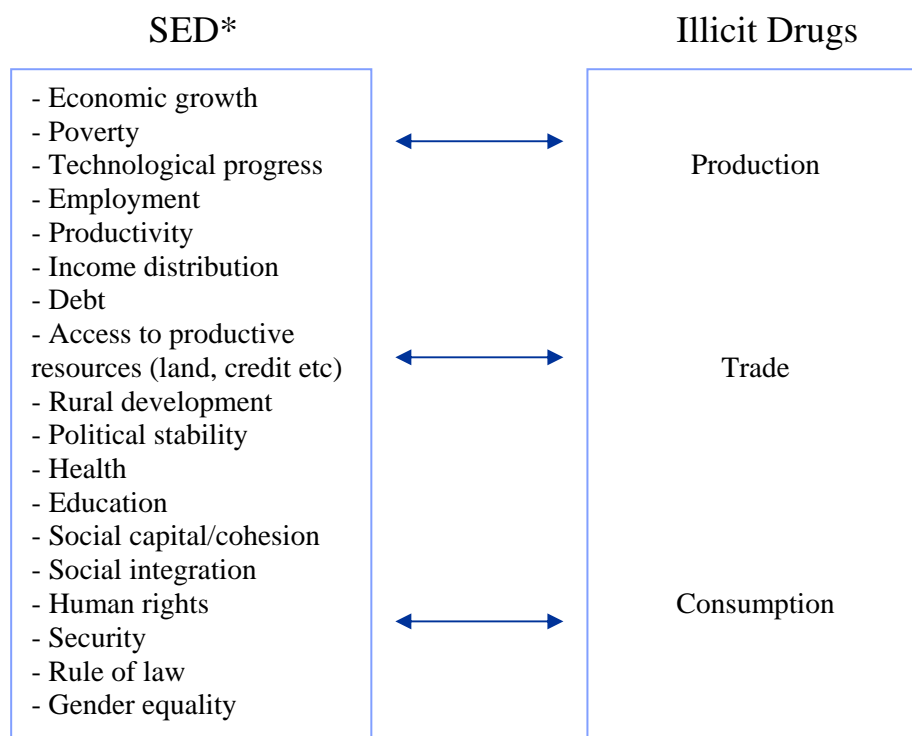 SED*
Illicit Drugs
- Economic growth
- Poverty
- Technological progress
- Employment
- Productivity
- Income distribution
- Debt
- Access to productive
resources (land, credit etc)
- Rural development
- Political stability
- Health
- Education
- Social capital/cohesion
- Social integration
- Human rights
- Security
- Rule of law
- Gender equality
Production
Trade
Consumption